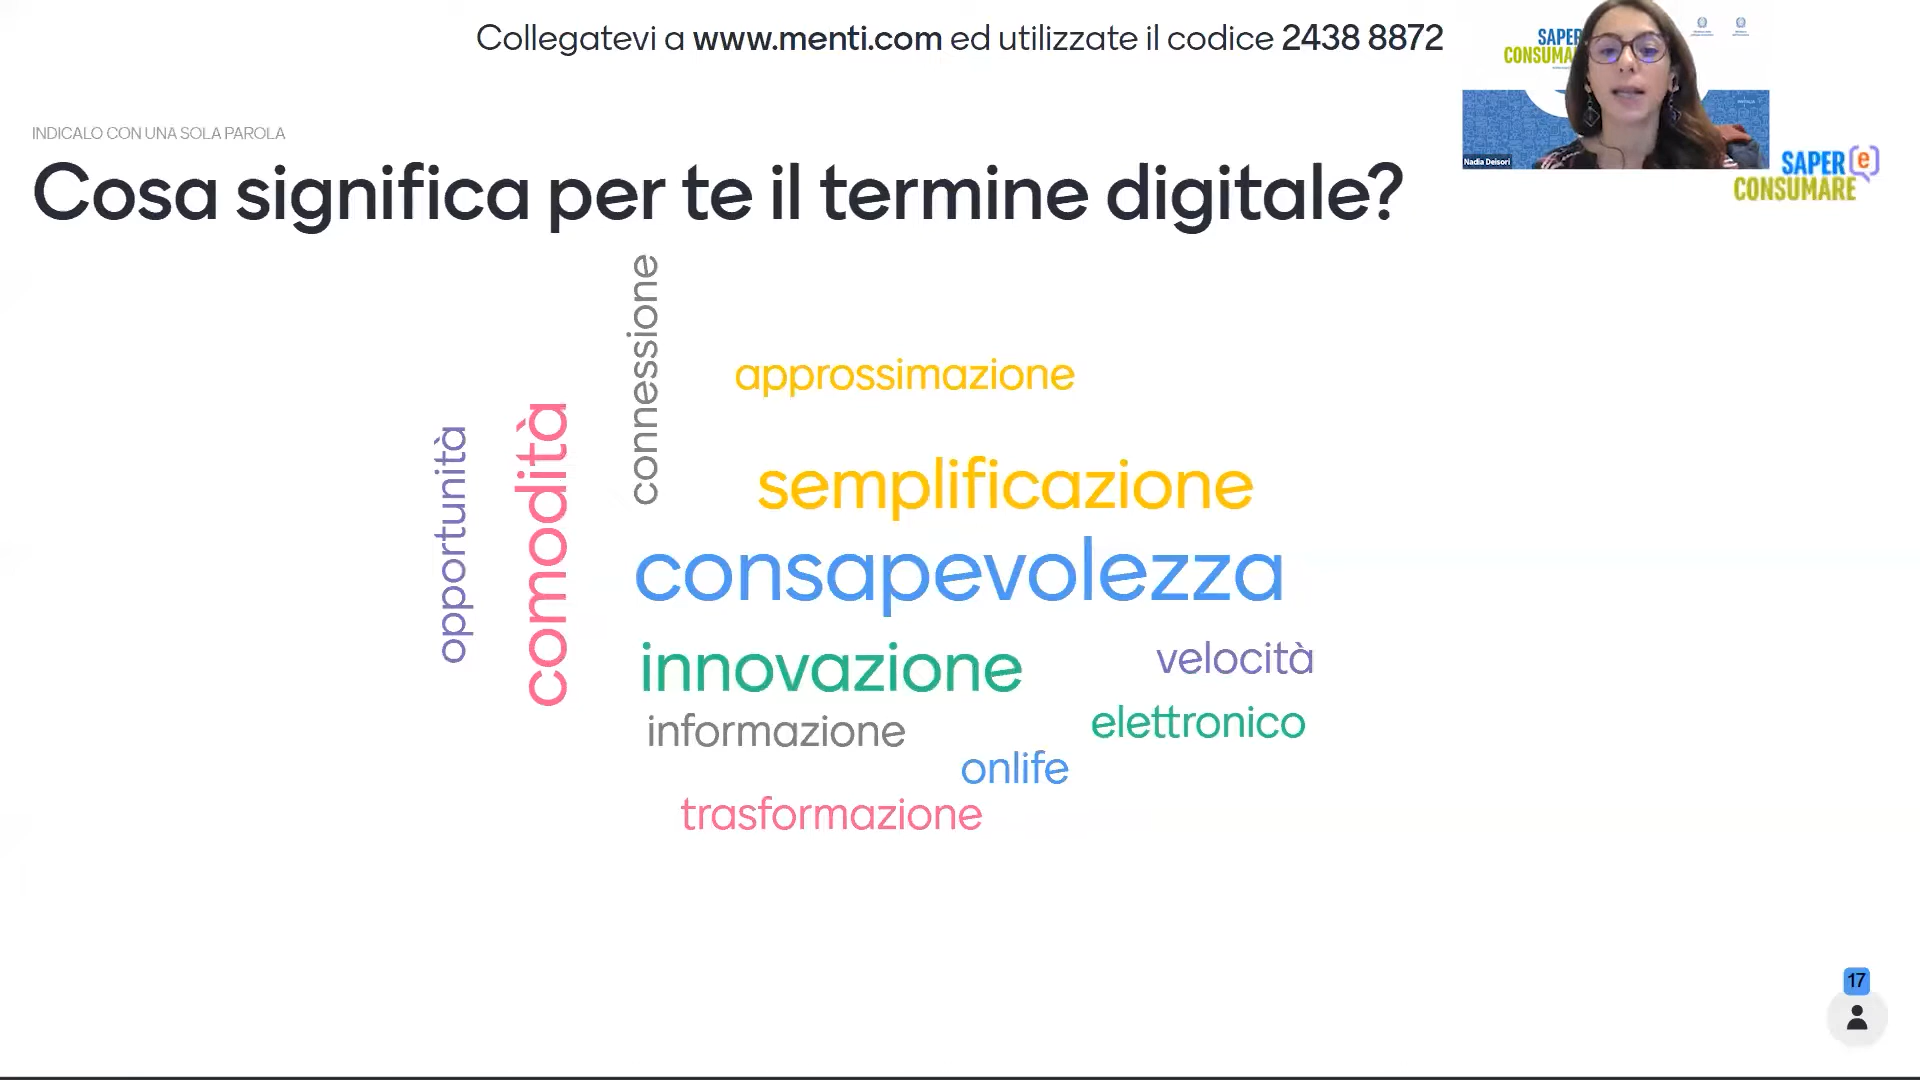 Collegatevi a www.menti.com ed utilizzate il codice 2438 8872
SAPER
CONSUMA
Nadia Deisori
SAPER(e)
CONSUMARE
INDICALO CON UNA SOLA PAROLA
Cosa significa per te il termine digitale?
connessione
approssimazione
opportunità
comodità
semplificazione
consapevolezza
innovazione
velocità
informazione
elettronico
onlife
trasformazione
17